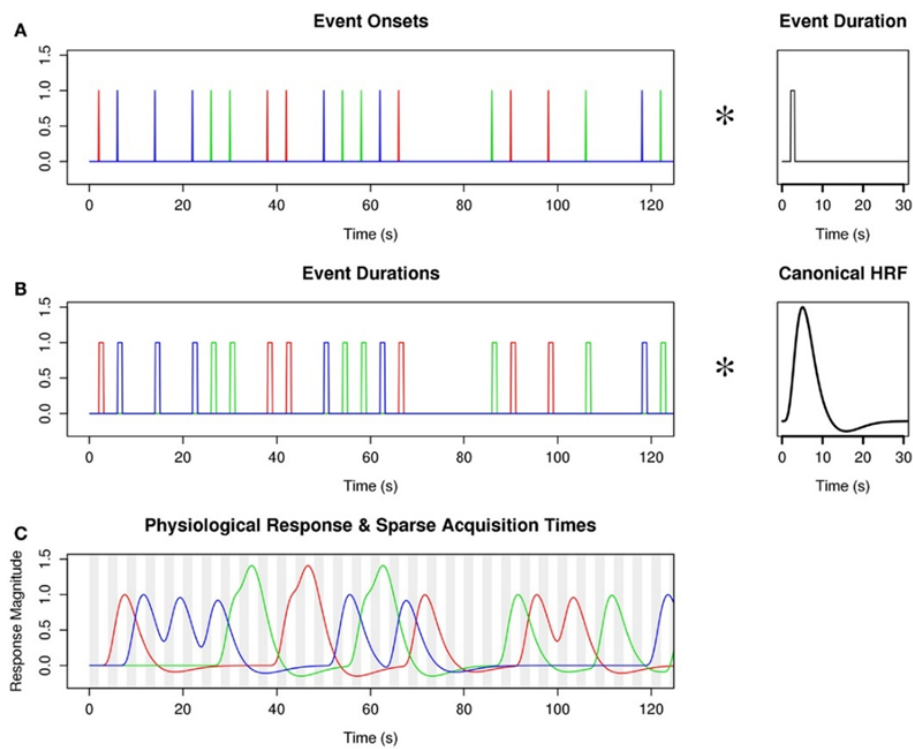 A
Event Onsets
Event Duration
1.5
1.0
0.5
0.0
*
0 20 40 60 80 100 120
0 10 20 30
Time (s)
Time (s)
B
Event Durations
Canonical HRF
1.5
1.0
0.5
0.0
*
0 20 40 60 80 100 120
0 10 20 30
Time (s)
Time (s)
C
Physiological Response & Sparse Acquisition Times
Response Magnitude
1.5
1.0
0.5
0.0
0 20 40 60 80 100 120
Time (s)